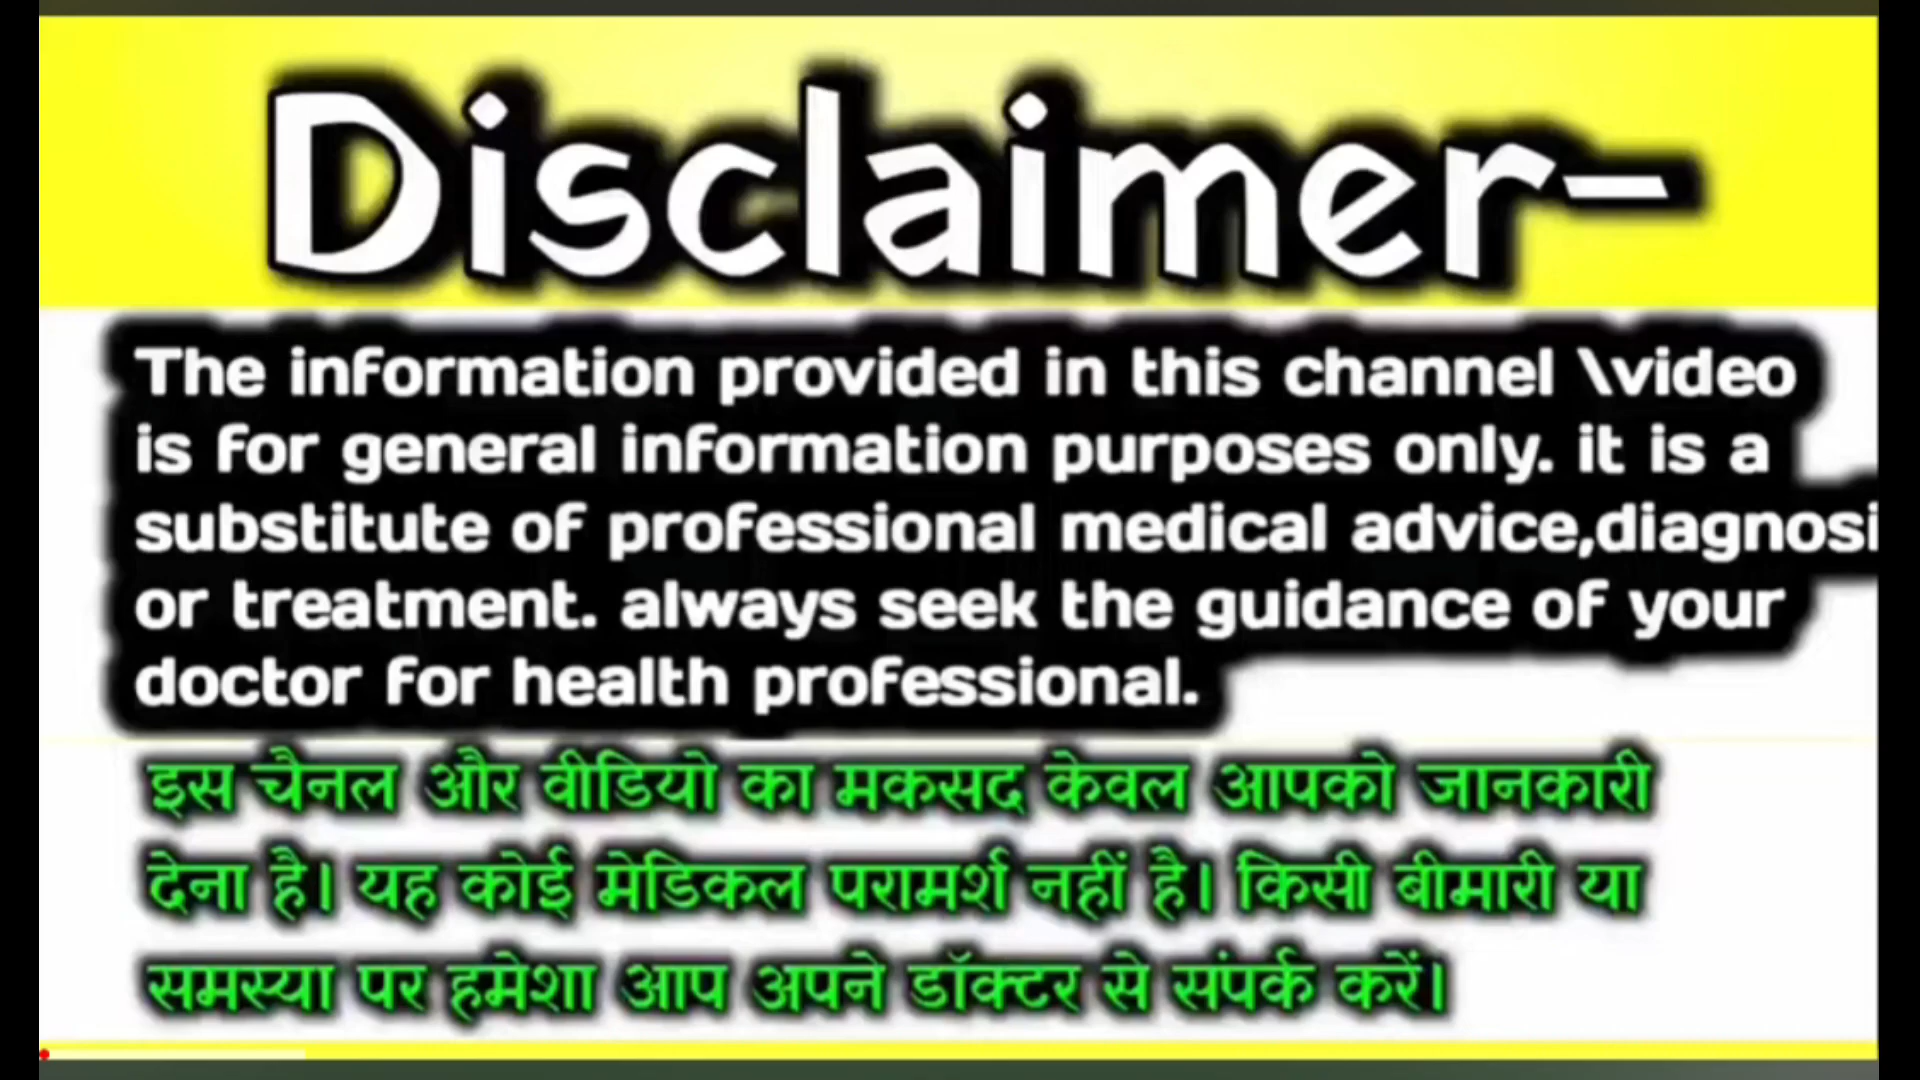 Disclaimer-
The information provided in this channel \video
is for general information purposes only. it is a
substitute of professional medical advice,diagnosi
or treatment. always seek the guidance of your
doctor for health professional.
इस चैनल और वीडियो का मकसद केवल आपको जानकारी
देना है। यह कोई मेडिकल परामर्श नहीं है। किसी बीमारी या
समस्या पर हमेशा आप अपने डॉक्टर से संपर्क करें।